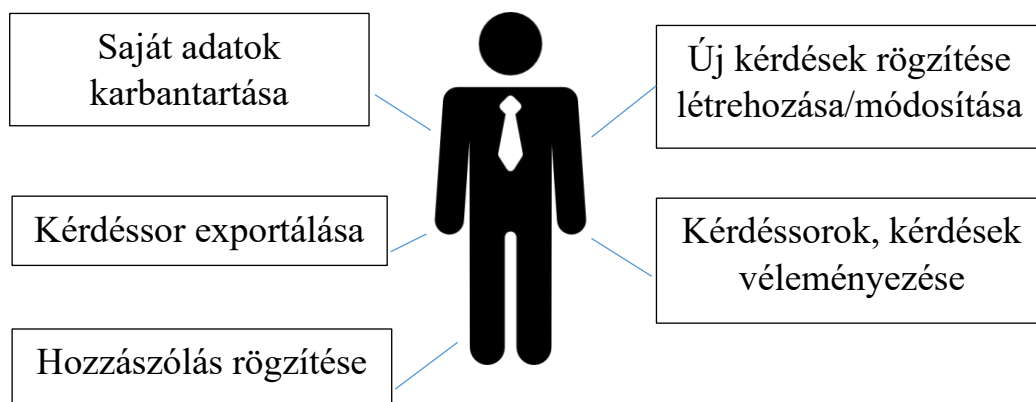 Saját adatok
karbantartása
Új kérdések rögzítése
létrehozása/módosítása
Kérdéssor exportálása
Kérdéssorok, kérdések
véleményezése
Hozzászólás rögzítése